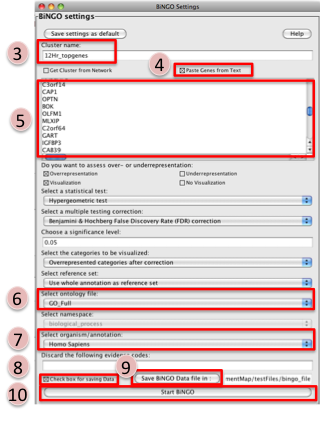 BiNGO Settings
BiNGO settings
Save settings as default
Help
3
Cluster name:
12Hr_topgenes
4
Get Cluster from Network
Paste Genes from Text
5
C3orf14
CAP1
OPTN
BOK
OLFM1
MLXIP
C2orf64
GART
IGFBP3
CAB39
Do you want to assess over- or underrepresentation:
Overrepresentation
Underrepresentation
Visualization
No Visualization
Select a statistical test:
Hypergeometric test
Select a multiple testing correction:
Benjamini & Hochberg False Discovery Rate (FDR) correction
Choose a significance level:
0.05
Select the categories to be visualized:
Overrepresented categories after correction
Select reference set:
Use whole annotation as reference set
6
Select ontology file:
GO_Full
Select namespace:
biological_process
7
Select organism/annotation:
Homo Sapiens
Discard the following evidence codes:
8
9
Check box for saving Data
Save BiNGO Data file in :
mentMap/testFiles/bingo_file
10
Start BiNGO